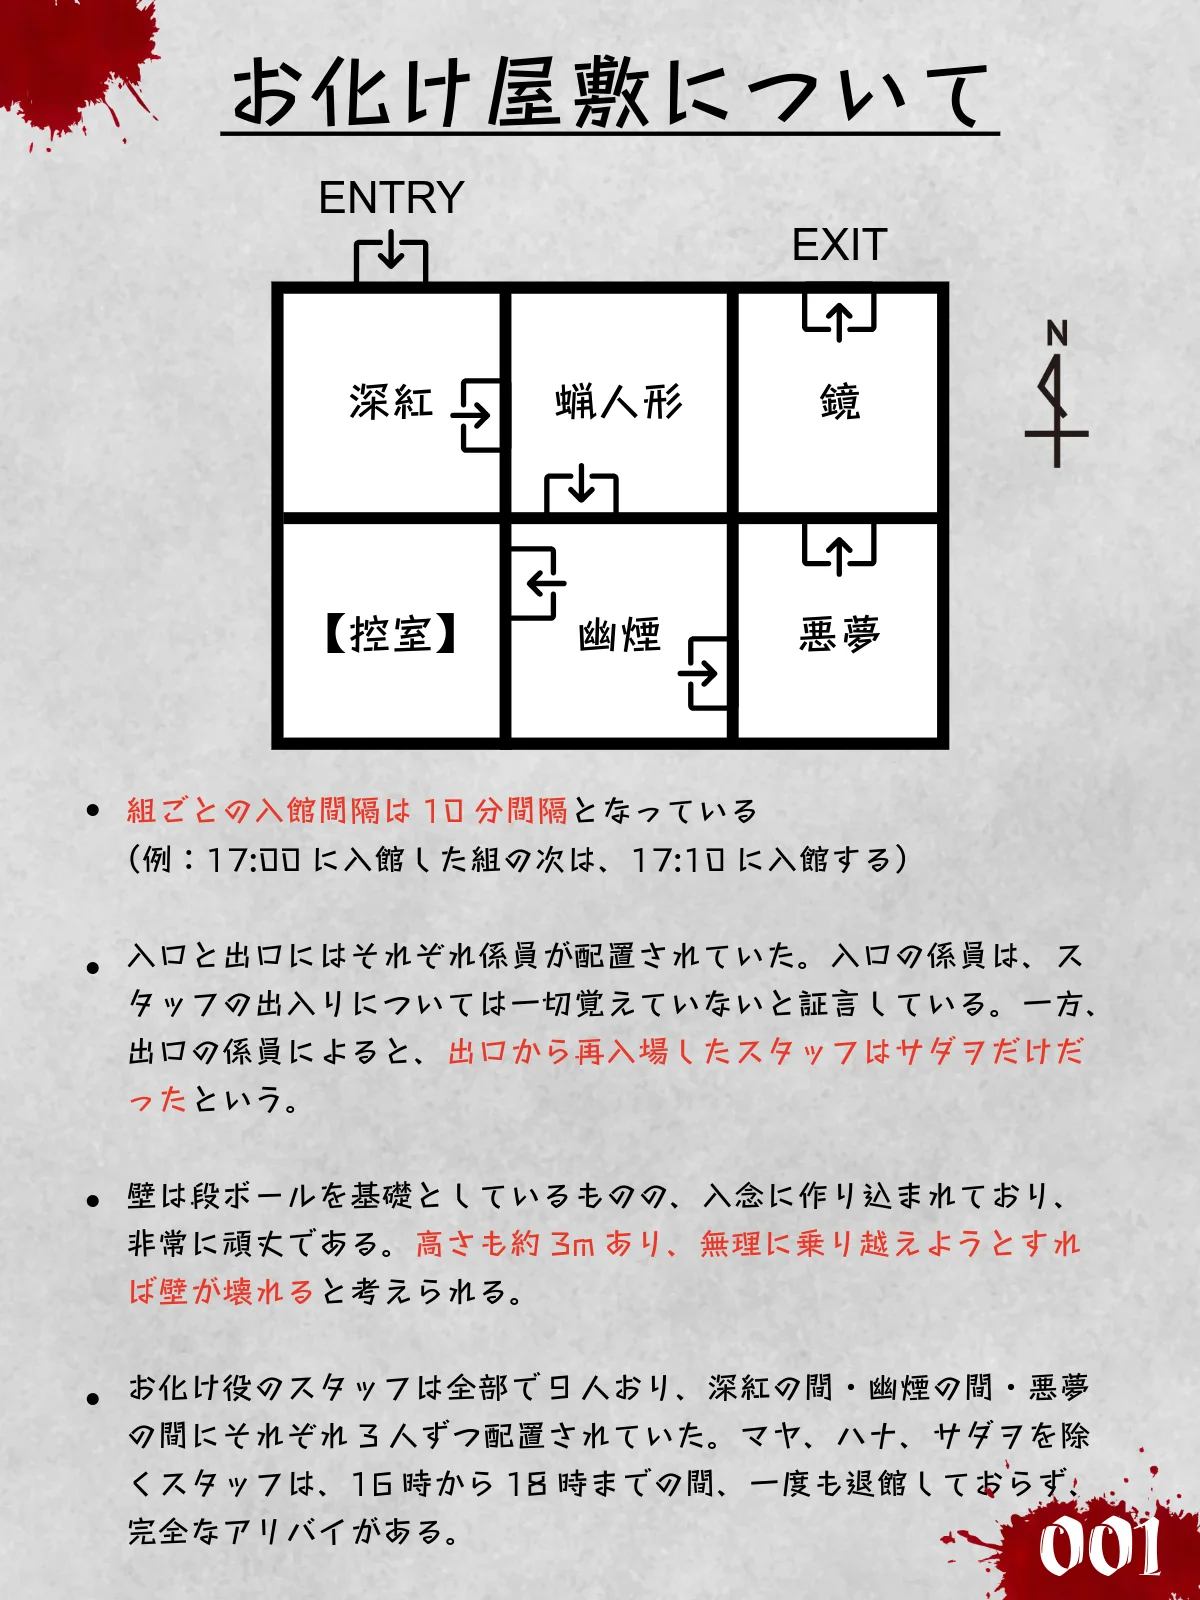 お化け屋敷について
ENTRY
EXIT
N
深紅
蝋人形
鏡
【控室】
幽煙
悪夢
• 組ごとの入館間隔は 10 分間隔となっている
(例：17:00 に入館した組の次は、17:10 に入館する)
• 入口と出口にはそれぞれ係員が配置されていた。入口の係員は、ス
タッフの出入りについては一切覚えていないと証言している。一方、
出口の係員によると、出口から再入場したスタッフはサダヲだけだ
ったという。
• 壁は段ボールを基礎としているものの、入念に作り込まれており、
非常に頑丈である。高さも約 3m あり、無理に乗り越えようとすれ
ば壁が壊れると考えられる。
• お化け役のスタッフは全部で 9 人おり、深紅の間・幽煙の間・悪夢
の間にそれぞれ 3 人ずつ配置されていた。マヤ、ハナ、サダヲを除
くスタッフは、16 時から 18 時までの間、一度も退館しておらず、
完全なアリバイがある。
001